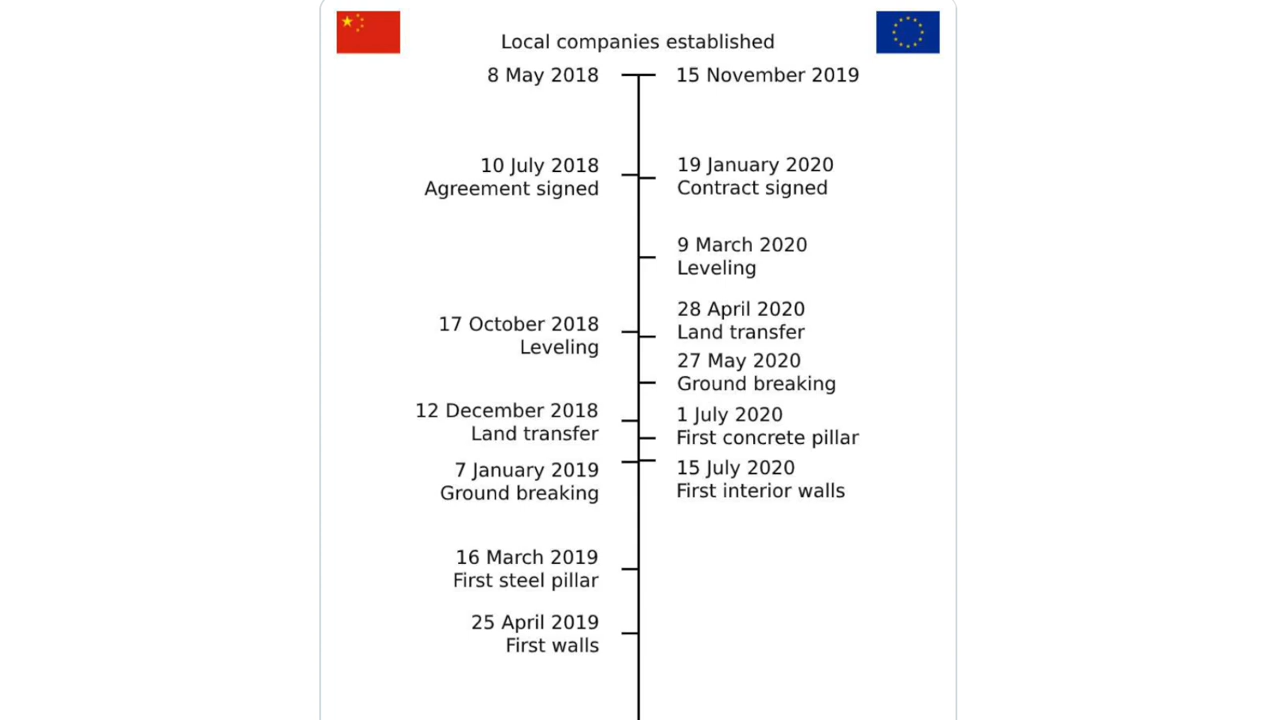 Local companies established
8 May 2018
15 November 2019
10 July 2018
Agreement signed
19 January 2020
Contract signed
9 March 2020
Leveling
28 April 2020
Land transfer
17 October 2018
Leveling
27 May 2020
Ground breaking
12 December 2018
Land transfer
1 July 2020
First concrete pillar
7 January 2019
Ground breaking
15 July 2020
First interior walls
16 March 2019
First steel pillar
25 April 2019
First walls